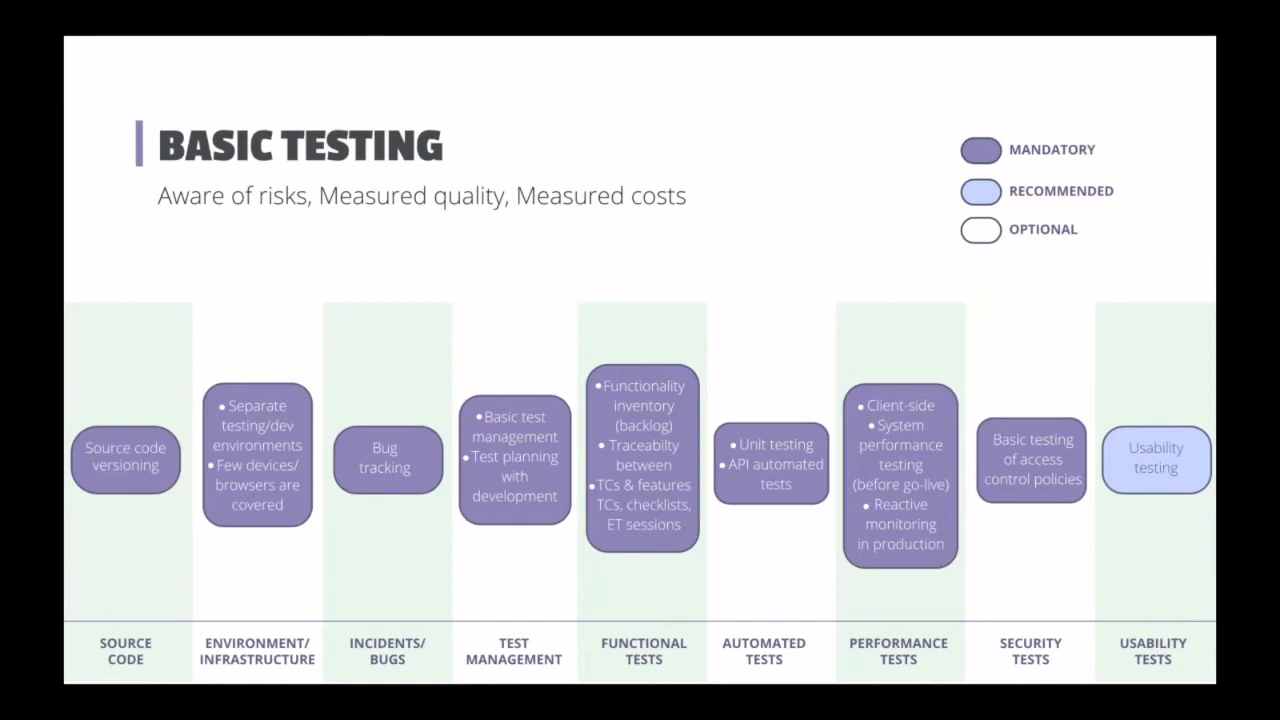 BASIC TESTING
Aware of risks, Measured quality, Measured costs
MANDATORY
RECOMMENDED
OPTIONAL
Source code
versioning
• Separate
testing/dev
environments
• Few devices/
browsers are
covered
Bug
tracking
• Basic test
management
• Test planning
with
development
• Functionality
inventory
(backlog)
• Traceabilty
between
• TCs & features
TCs, checklists,
ET sessions
• Unit testing
• API automated
tests
• Client-side
• System
performance
testing
(before go-live)
• Reactive
monitoring
in production
Basic testing
of access
control policies
Usability
testing
SOURCE
CODE
ENVIRONMENT/
INFRASTRUCTURE
INCIDENTS/
BUGS
TEST
MANAGEMENT
FUNCTIONAL
TESTS
AUTOMATED
TESTS
PERFORMANCE
TESTS
SECURITY
TESTS
USABILITY
TESTS